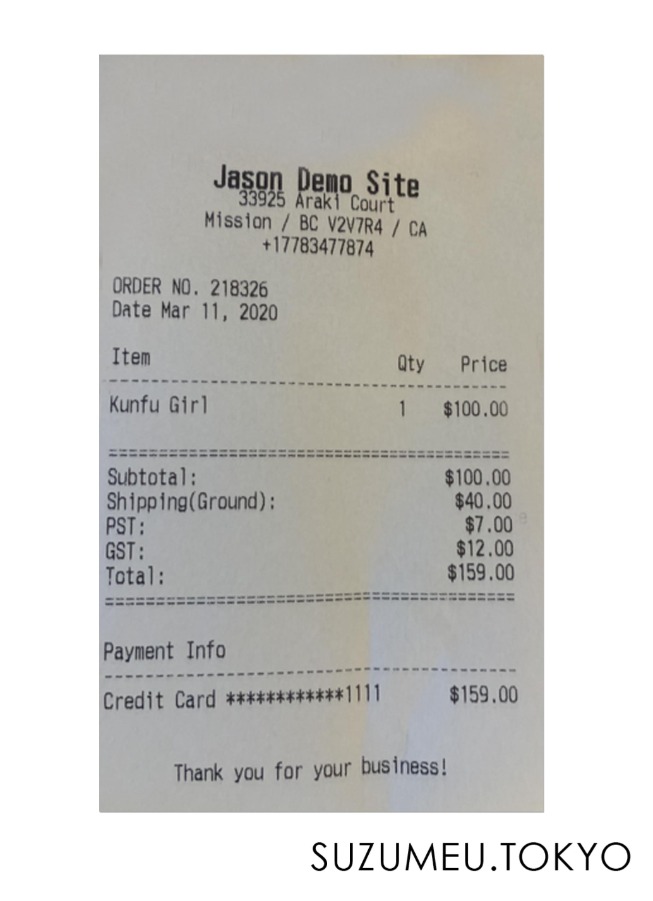 Jason Demo Site
33925 Araki Court
Mission / BC V2V7R4 / CA
+17783477874
ORDER NO. 218326
Date Mar 11, 2020
Item Qty Price
--------------------------------------------------
Kunfu Girl 1 $100.00
==================================================
Subtotal: $100.00
Shipping(Ground): $40.00
PST: $7.00
GST: $12.00
Total: $159.00
==================================================
Payment Info
--------------------------------------------------
Credit Card ************1111 $159.00
Thank you for your business!
SUZUMEU.TOKYO